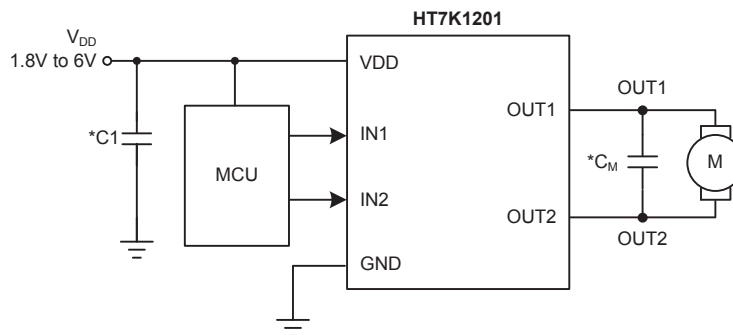 HT7K1201
VDD
1.8V to 6V
VDD
OUT1
OUT1
*C1
IN1
MCU
*CM
M
IN2
OUT2
OUT2
GND